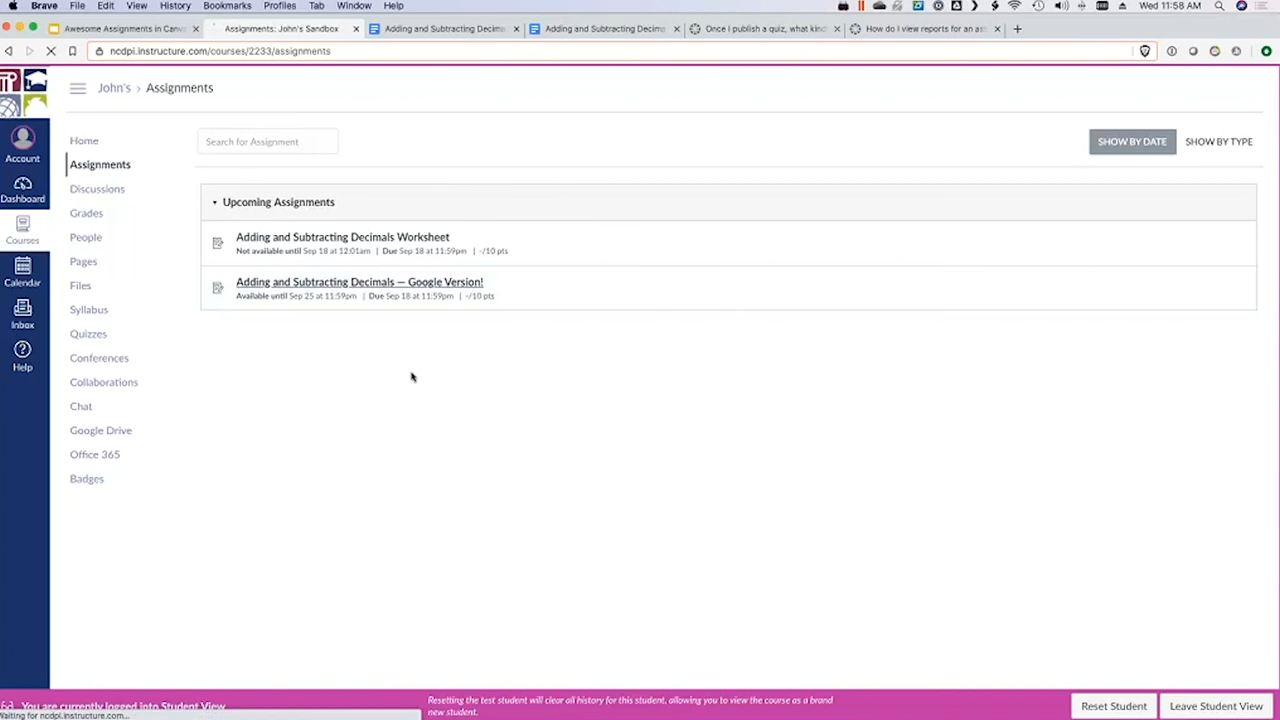 Brave File Edit View History Bookmarks Profiles Tab Window Help Wed 11:58 AM
Awesome Assignments in Canv × Assignments: John's Sandbox × Adding and Subtracting Decim × Adding and Subtracting Decima × Once I publish a quiz, what kin × How do I view reports for an as × +
ncdpi.instructure.com/courses/2233/assignments
John's › Assignments
Account
Dashboard
Courses
Calendar
Inbox
Help
Home
Assignments
Discussions
Grades
People
Pages
Files
Syllabus
Quizzes
Conferences
Collaborations
Chat
Google Drive
Office 365
Badges
Search for Assignment
SHOW BY DATE SHOW BY TYPE
Upcoming Assignments
Adding and Subtracting Decimals Worksheet
Not available until Sep 18 at 12:01am | Due Sep 18 at 11:59pm | -/10 pts
Adding and Subtracting Decimals — Google Version!
Available until Sep 25 at 11:59pm | Due Sep 18 at 11:59pm | -/10 pts
You are currently logged into Student View
Resetting the test student will clear all history for this student, allowing you to view the course as a brand
new student.
Reset Student Leave Student View
Waiting for ncdpi.instructure.com...